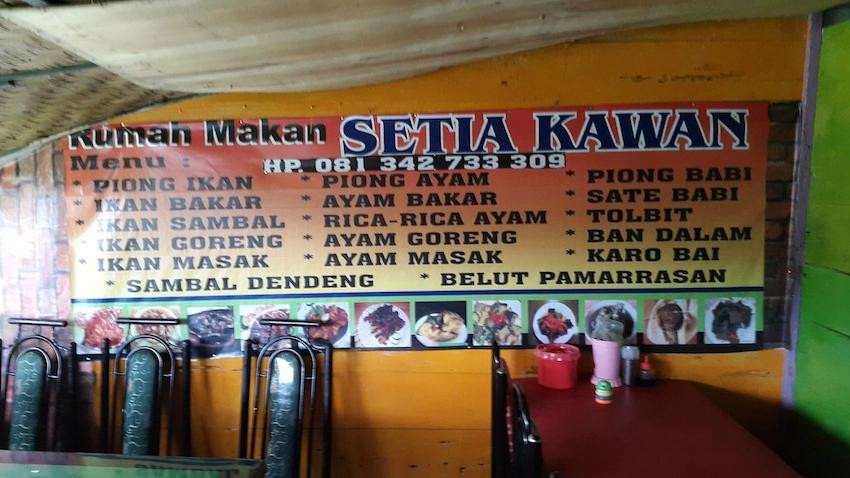 Rumah Makan SETIA KAWAN
Menu :
HP. 081 342 733 309
* PIONG IKAN * PIONG AYAM * PIONG BABI
* IKAN BAKAR * AYAM BAKAR * SATE BABI
* IKAN SAMBAL * RICA-RICA AYAM * TOLBIT
* IKAN GORENG * AYAM GORENG * BAN DALAM
* IKAN MASAK * AYAM MASAK * KARO BAI
* SAMBAL DENDENG * BELUT PAMARRASAN